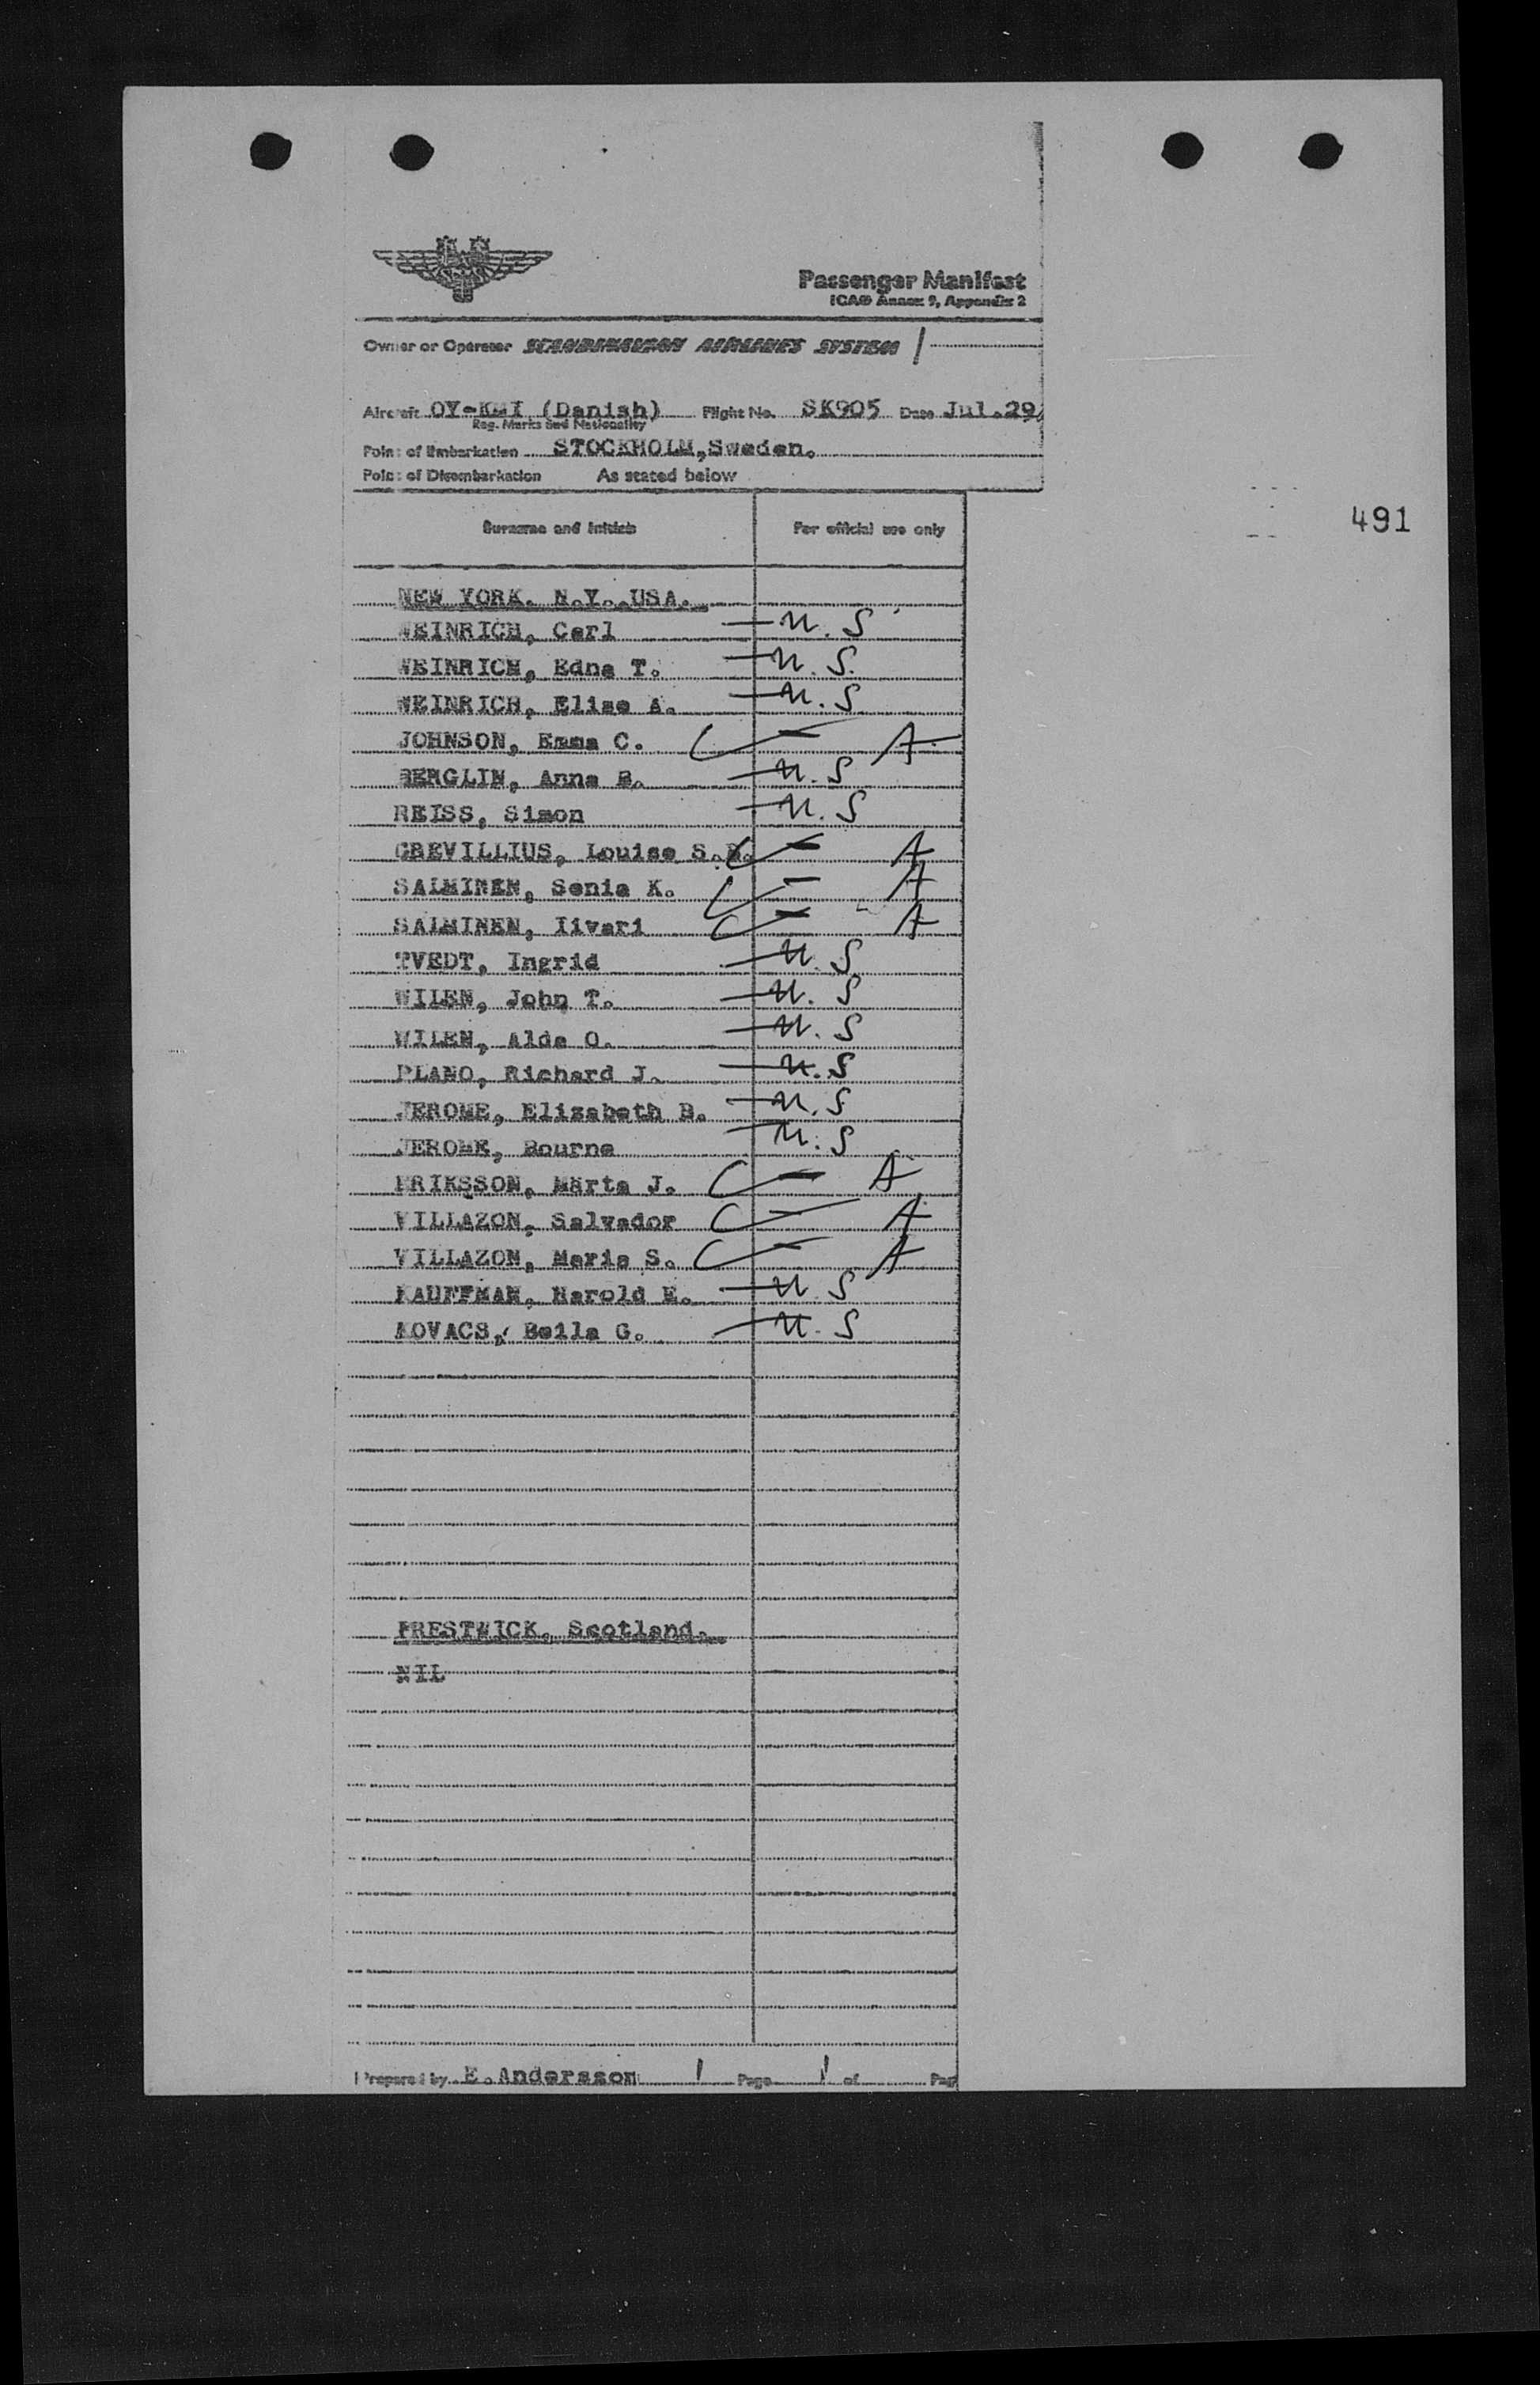 Passenger Manifest
ICAO Annex 9, Appendix 2
Owner or Operator SCANDINAVIAN AIRLINES SYSTEM
Aircraft OY-KMI (Danish) Flight No. SK905 Date Jul.29
Reg. Marks and Nationality
Point of Embarkation STOCKHOLM, Sweden.
Point of Disembarkation As stated below
491
Surname and Initials For official use only
NEW YORK, N.Y., USA.
WEINRICH, Carl U.S
WEINRICH, Edna T. U.S.
WEINRICH, Elise A. U.S
JOHNSON, Emma C. A
BERGLIN, Anna B. U.S
REISS, Simon U.S
GREVILLIUS, Louise S.B. A
SALMINEN, Senia K. A
SALMINEN, Iivari A
TVEDT, Ingrid U.S
WILEN, John T. U.S
WILEN, Alda O. U.S
PLANO, Richard J. U.S
JEROME, Elizabeth B. U.S
JEROME, Bourne U.S
ERIKSSON, Märta J. A
VILLAZON, Salvador A
VILLAZON, Maria S. A
KAUFFMAN, Harold E. U.S
KOVACS, Beila G. U.S
PRESTWICK, Scotland.
NIL
Prepared by E.Andersson 1 Page 1 of Pag